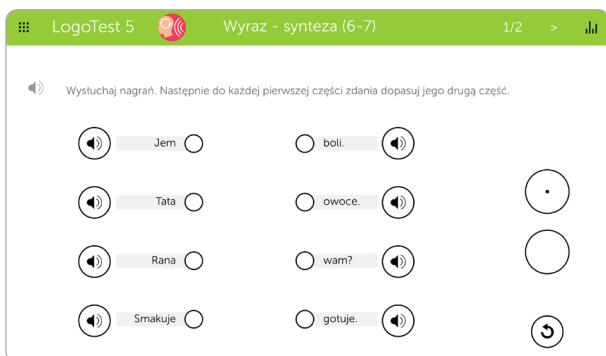 LogoTest 5 Wyraz - synteza (6-7) 1/2 >
Wysłuchaj nagrań. Następnie do każdej pierwszej części zdania dopasuj jego drugą część.
Jem boli.
Tata owoce.
Rana wam?
Smakuje gotuje.